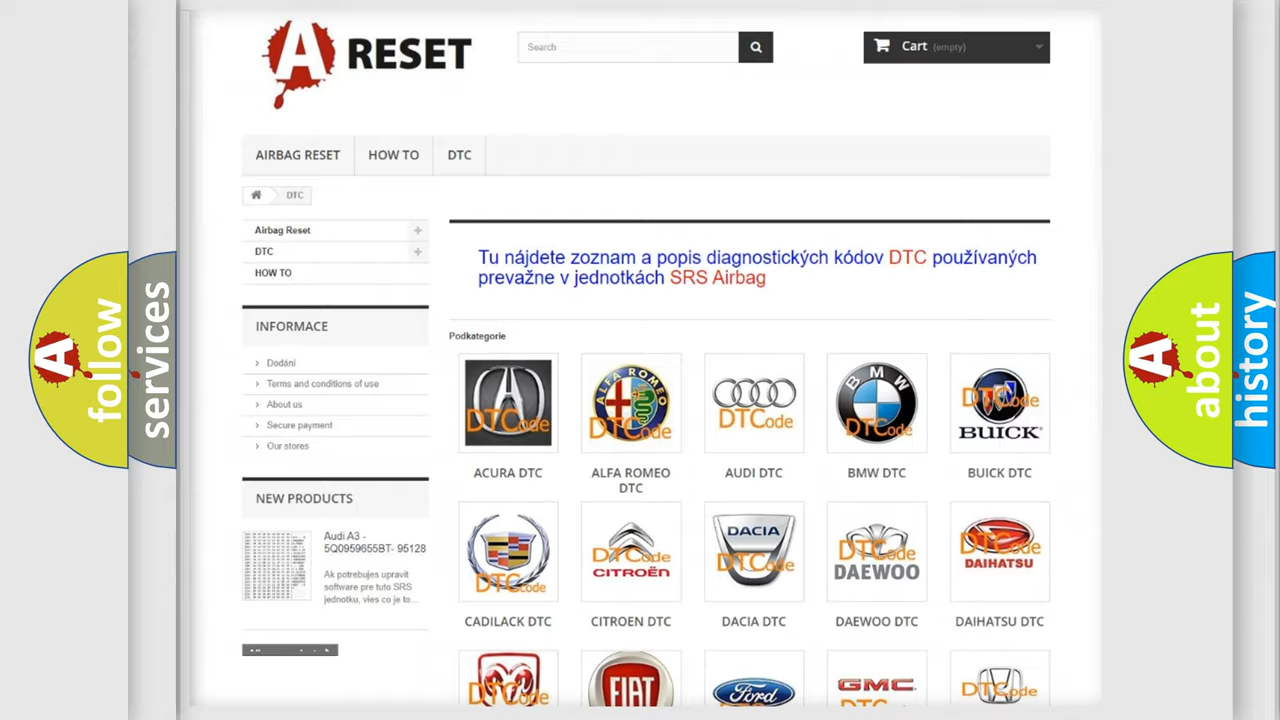 A RESET
Search
Cart (empty)
AIRBAG RESET
HOW TO
DTC
DTC
Airbag Reset
DTC
HOW TO
Tu nájdete zoznam a popis diagnostických kódov DTC používaných
prevažne v jednotkách SRS Airbag
INFORMACE
Dodání
Terms and conditions of use
About us
Secure payment
Our stores
NEW PRODUCTS
Audi A3 -
5Q0959655BT- 95128
Ak potrebujes upravit
software pre tuto SRS
jednotku, vies co je to...
Podkategorie
DTCode
ALFA ROMEO
DTCode
DTCode
BMW
DTCode
DTCode
BUICK
ACURA DTC
ALFA ROMEO
DTC
AUDI DTC
BMW DTC
BUICK DTC
DTCode
DTCode
CITROËN
DACIA
DTCode
DTCode
DAEWOO
DTCode
DAIHATSU
CADILACK DTC
CITROEN DTC
DACIA DTC
DAEWOO DTC
DAIHATSU DTC
DTCode
FIAT
Ford
GMC
DTCode
A follow
services
A about
history